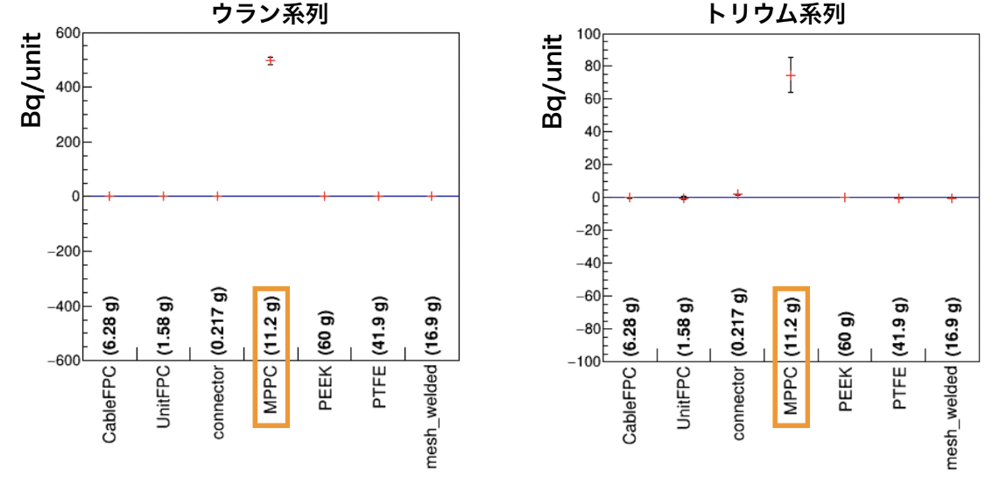 ウラン系列
Bq/unit
600
400
200
0
−200
−400
−600
CableFPC (6.28 g)
UnitFPC (1.58 g)
connector (0.217 g)
MPPC (11.2 g)
PEEK (60 g)
PTFE (41.9 g)
mesh_welded (16.9 g)
トリウム系列
Bq/unit
100
80
60
40
20
0
−20
−40
−60
−80
−100
CableFPC (6.28 g)
UnitFPC (1.58 g)
connector (0.217 g)
MPPC (11.2 g)
PEEK (60 g)
PTFE (41.9 g)
mesh_welded (16.9 g)